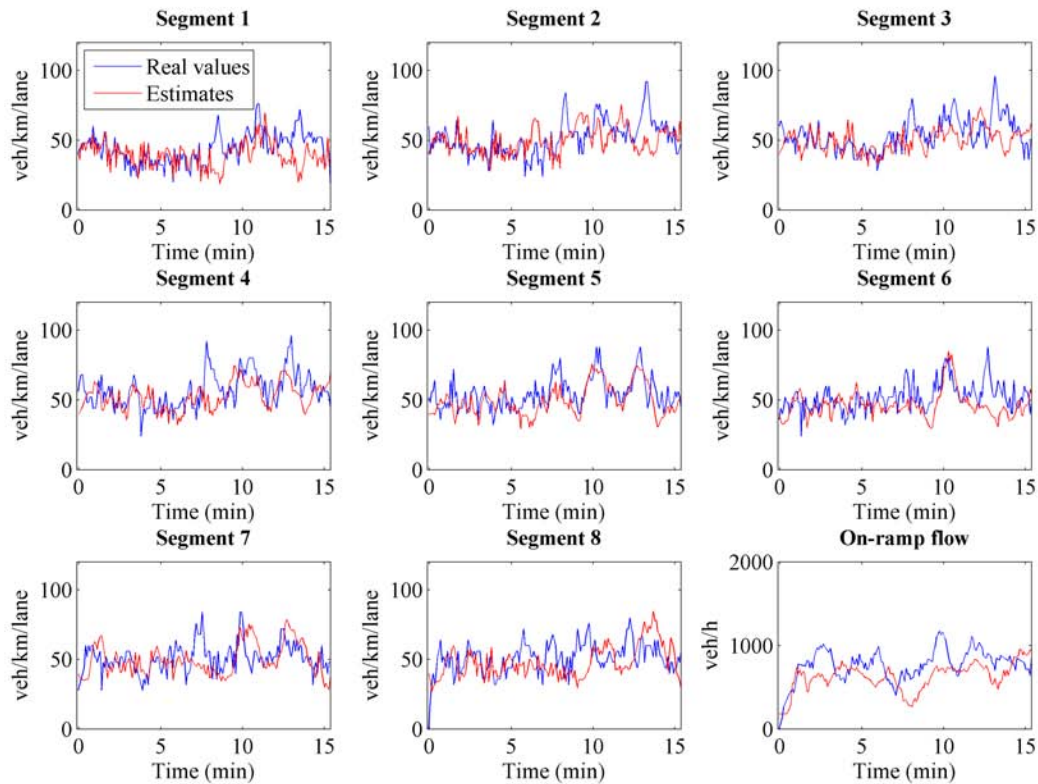 Segment 1
Segment 2
Segment 3
veh/km/lane
100
50
0
Real values
Estimates
0 5 10 15
Time (min)
veh/km/lane
100
50
0
0 5 10 15
Time (min)
veh/km/lane
100
50
0
0 5 10 15
Time (min)
Segment 4
Segment 5
Segment 6
veh/km/lane
100
50
0
0 5 10 15
Time (min)
veh/km/lane
100
50
0
0 5 10 15
Time (min)
veh/km/lane
100
50
0
0 5 10 15
Time (min)
Segment 7
Segment 8
On-ramp flow
veh/km/lane
100
50
0
0 5 10 15
Time (min)
veh/km/lane
100
50
0
0 5 10 15
Time (min)
veh/h
2000
1000
0
0 5 10 15
Time (min)